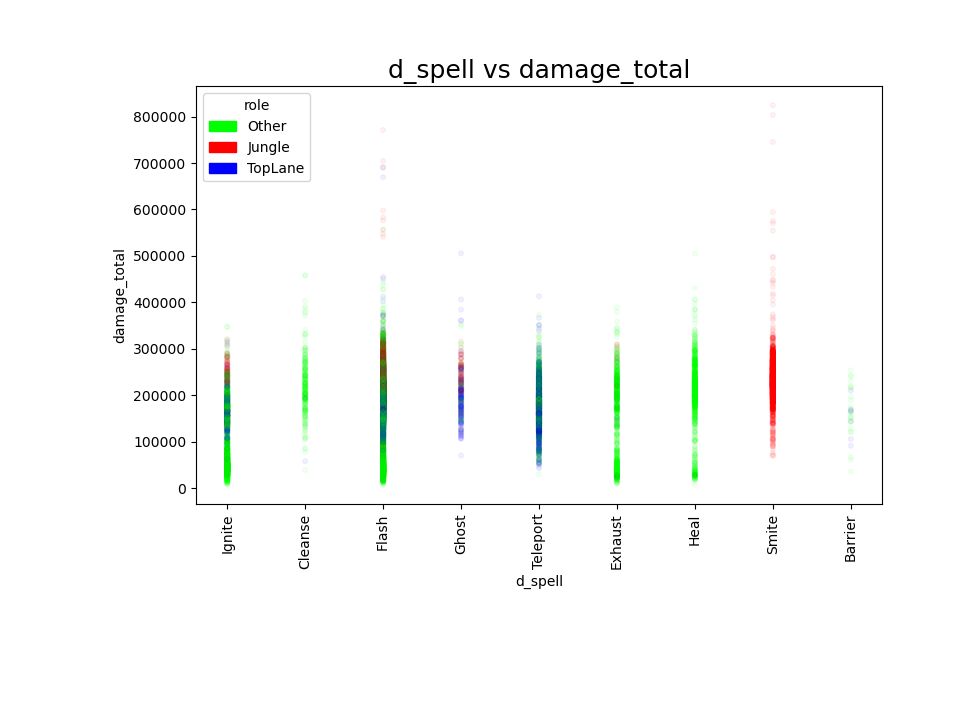 d_spell vs damage_total
role
Other
Jungle
TopLane
damage_total
800000
700000
600000
500000
400000
300000
200000
100000
0
Ignite
Cleanse
Flash
Ghost
Teleport
Exhaust
Heal
Smite
Barrier
d_spell